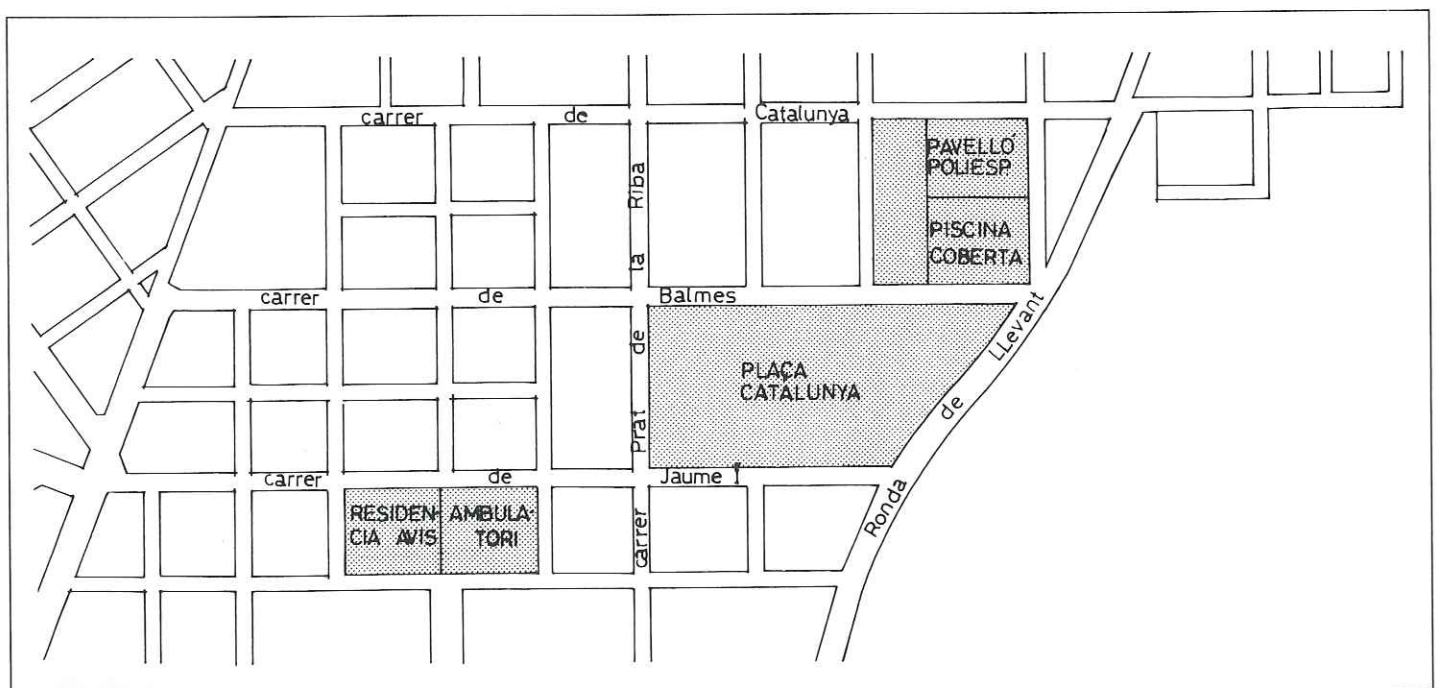 carrer de Catalunya
PAVELLÓ
POLIESP.
PISCINA
COBERTA
carrer de Prat de la Riba
carrer de Balmes
PLAÇA
CATALUNYA
Ronda de LLevant
carrer de Jaume I
RESIDEN-
CIA AVIS
AMBULA-
TORI